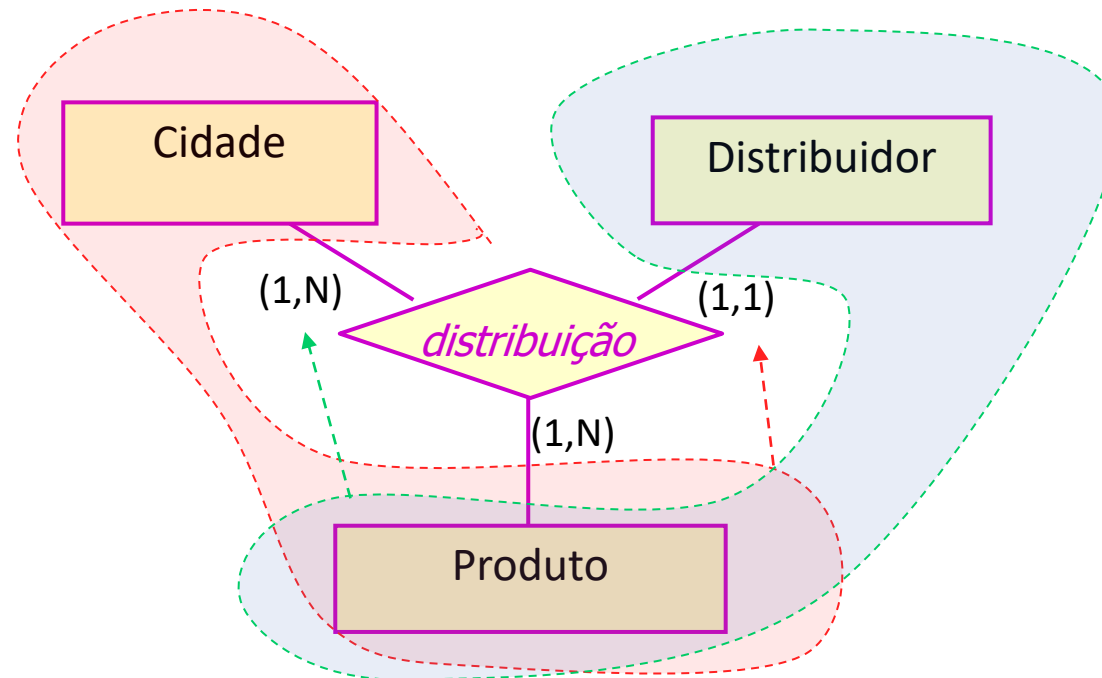 Cidade
Distribuidor
(1,N)
(1,1)
distribuição
(1,N)
Produto